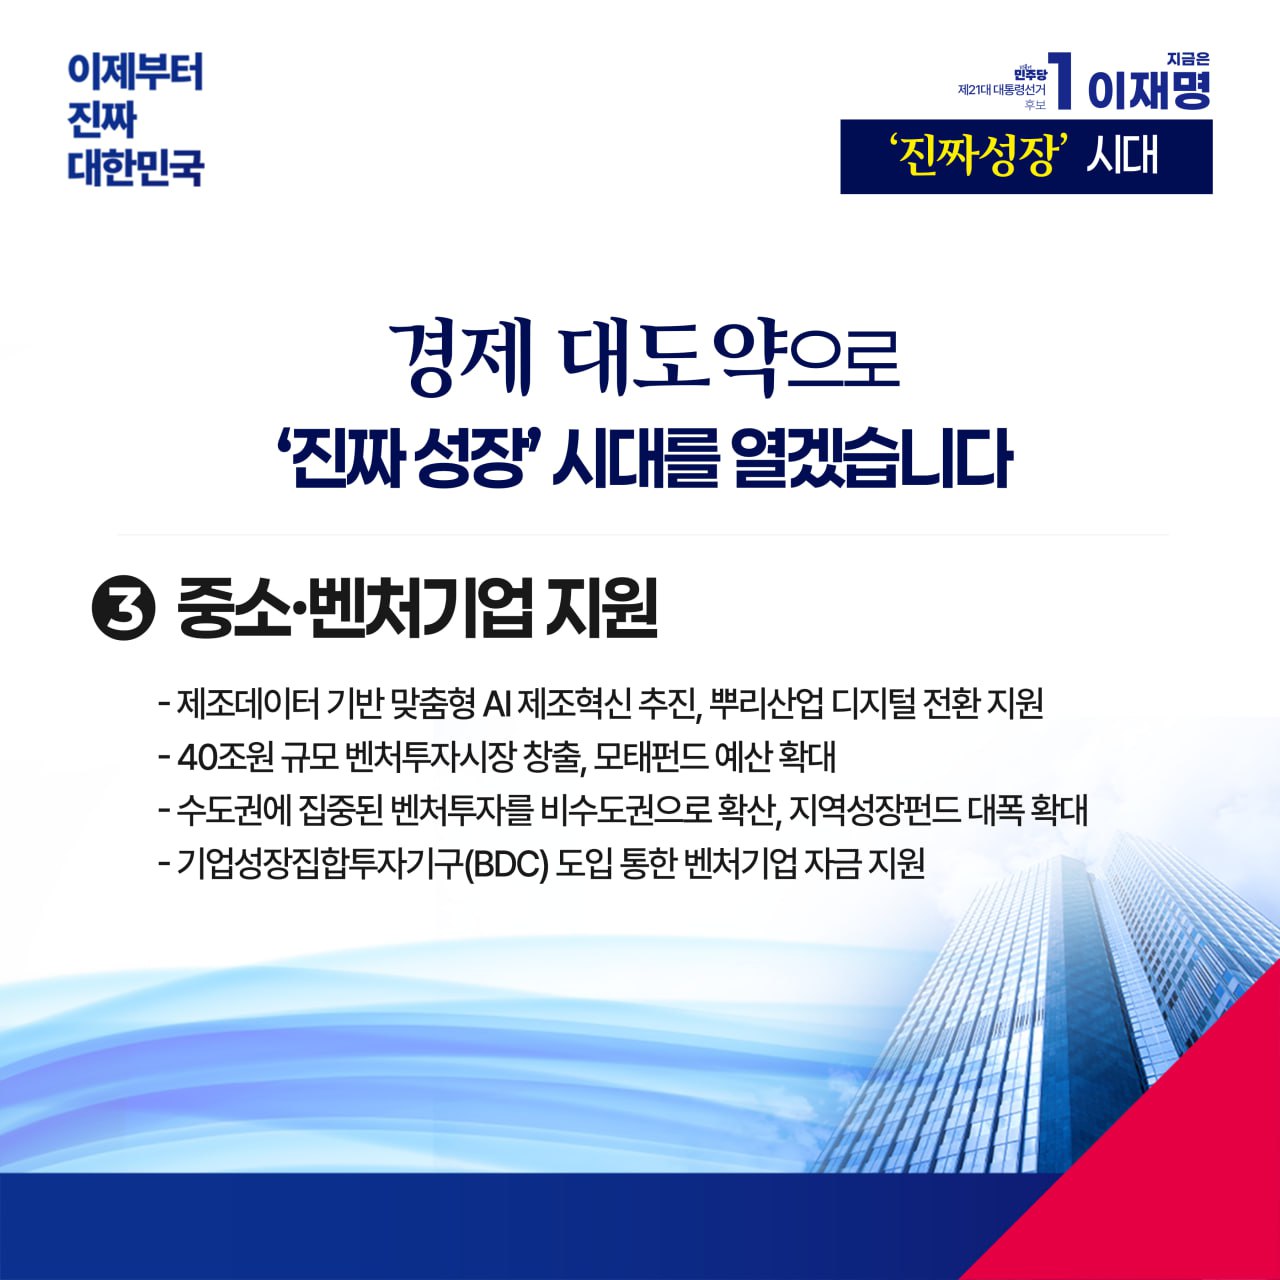 이제부터
진짜
대한민국
민주당
제21대 대통령선거
후보
1
지금은
이재명
‘진짜성장’ 시대
경제 대도약으로
‘진짜 성장’ 시대를 열겠습니다
3 중소·벤처기업 지원
- 제조데이터 기반 맞춤형 AI 제조혁신 추진, 뿌리산업 디지털 전환 지원
- 40조원 규모 벤처투자시장 창출, 모태펀드 예산 확대
- 수도권에 집중된 벤처투자를 비수도권으로 확산, 지역성장펀드 대폭 확대
- 기업성장집합투자기구(BDC) 도입 통한 벤처기업 자금 지원